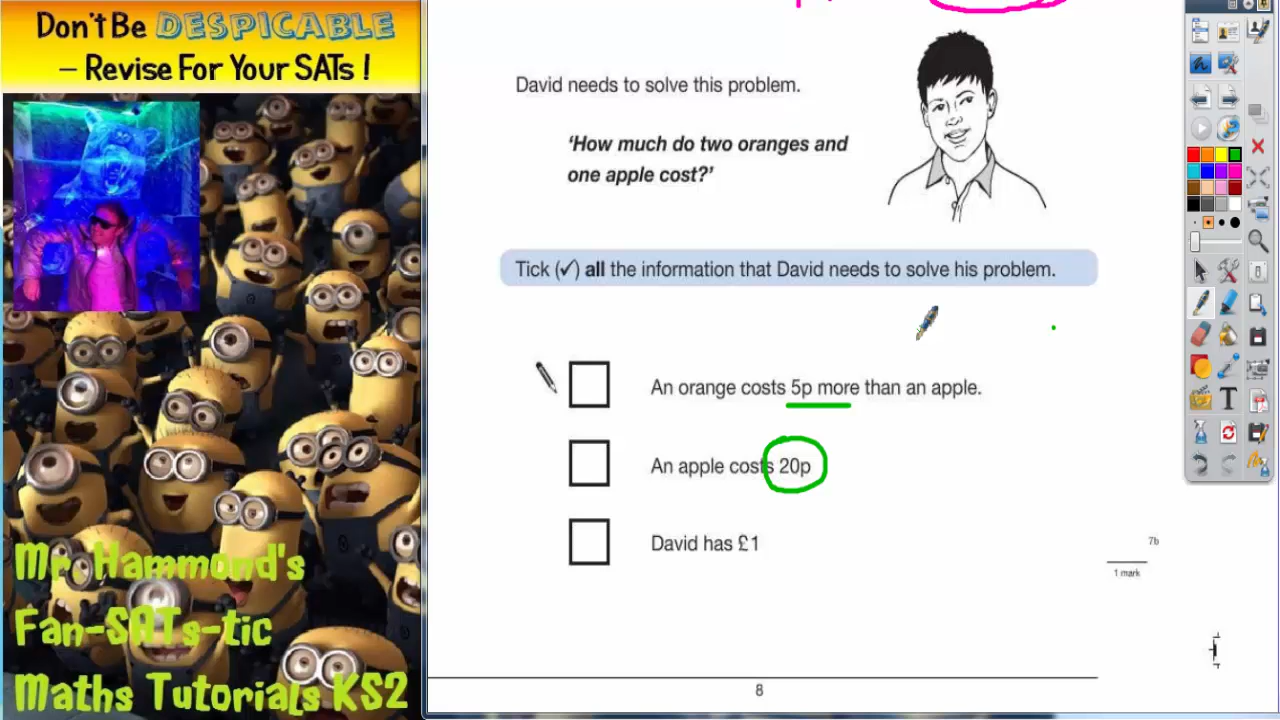 Don't Be DESPICABLE
– Revise For Your SATs !
David needs to solve this problem.
'How much do two oranges and
one apple cost?'
Tick (✓) all the information that David needs to solve his problem.
An orange costs 5p more than an apple.
An apple costs 20p
David has £1
7b
1 mark
8
Mr. Hammond's
Fan-SATs-tic
Maths Tutorials KS2